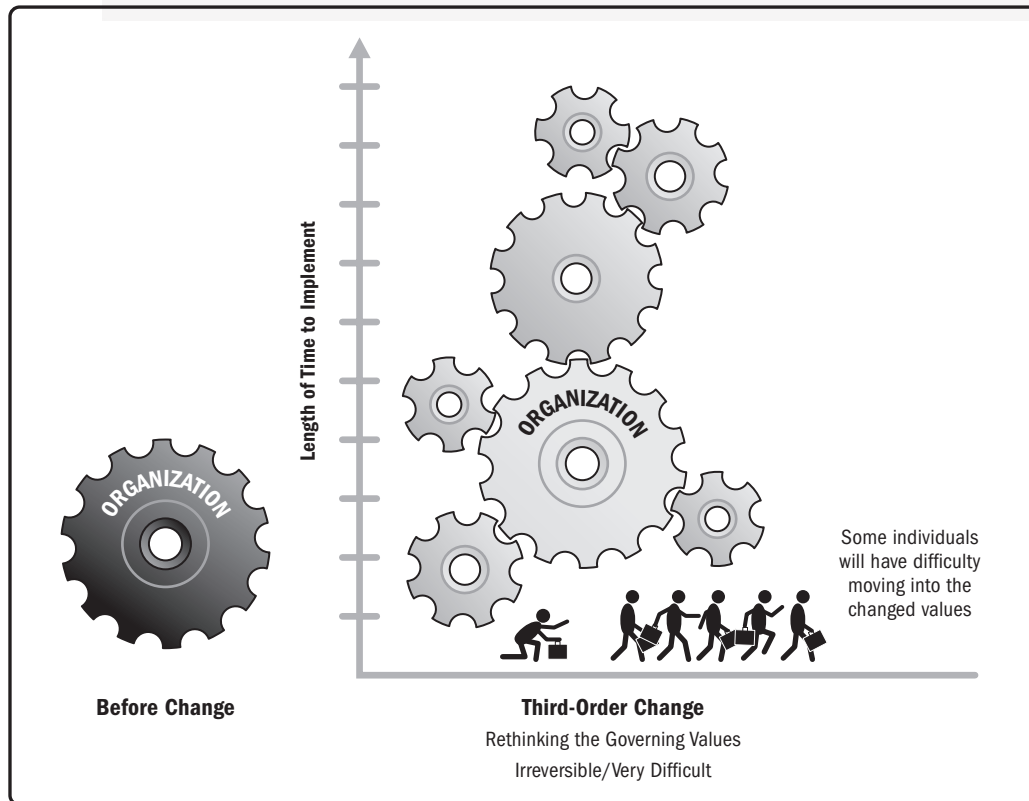 Length of Time to Implement
ORGANIZATION
ORGANIZATION
Some individuals
will have difficulty
moving into the
changed values
Before Change
Third-Order Change
Rethinking the Governing Values
Irreversible/Very Difficult